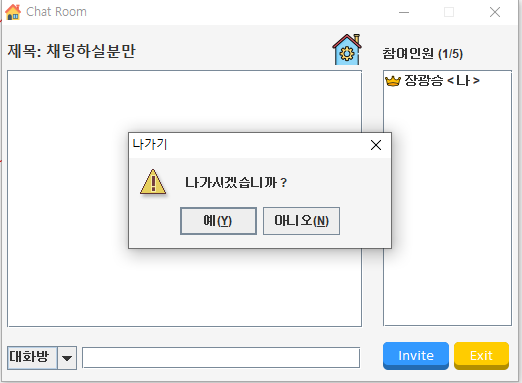 Chat Room
제목: 채팅하실분만
참여인원 (1/5)
장광승 < 나 >
나가기
나가시겠습니까 ?
예(Y)
아니오(N)
대화방
Invite
Exit